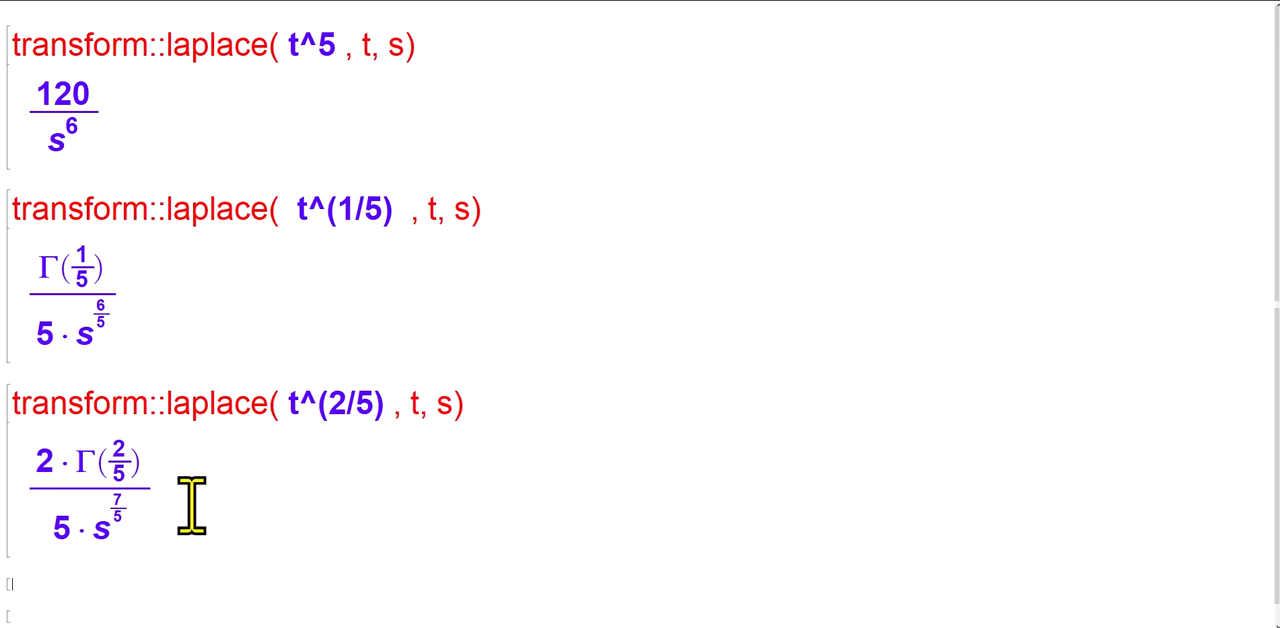 transform::laplace( t^5 , t, s)
120
s^6
transform::laplace( t^(1/5) , t, s)
Γ(1/5)
5 · s^(6/5)
transform::laplace( t^(2/5) , t, s)
2 · Γ(2/5)
5 · s^(7/5)